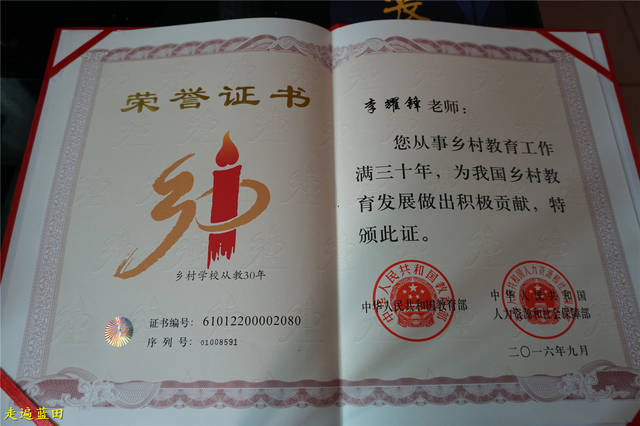 荣誉证书
乡村学校从教30年
证书编号：61012200002080
序列号：01008591
李耀锋老师：
您从事乡村教育工作
满三十年，为我国乡村教
育发展做出积极贡献，特
颁此证。
中华人民共和国教育部
中华人民共和国
人力资源和社会保障部
二〇一六年九月
走遍蓝田